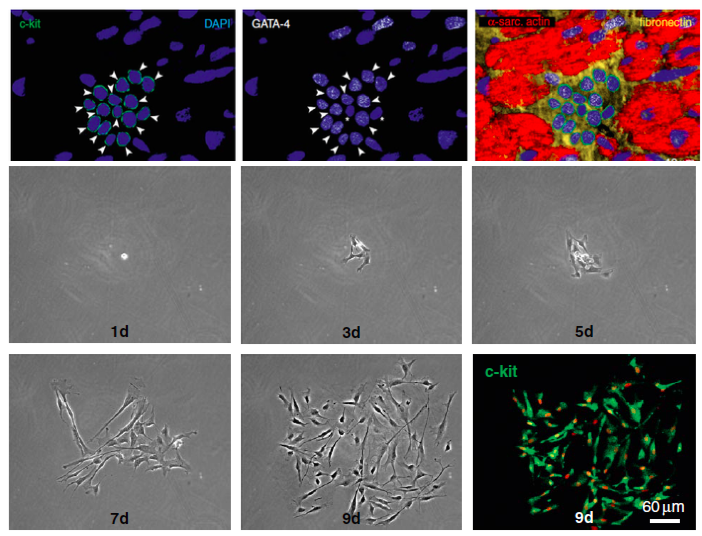 c-kit
DAPI
GATA-4
α-sarc. actin
fibronectin
1d
3d
5d
7d
9d
c-kit
9d
60 μm